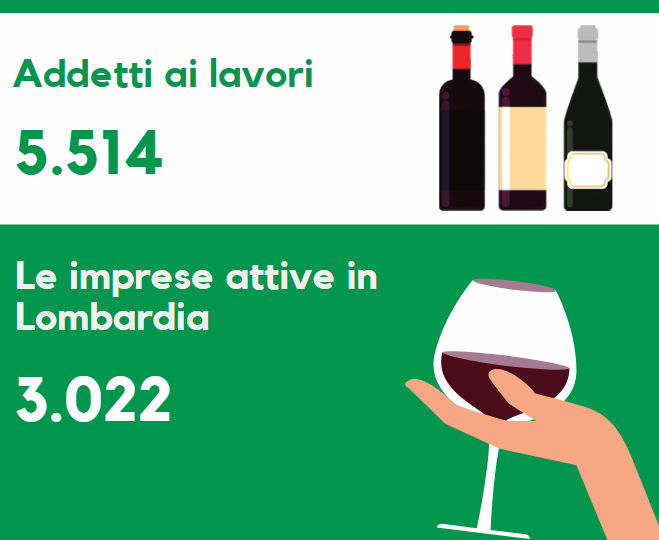 Addetti ai lavori
5.514
Le imprese attive in
Lombardia
3.022